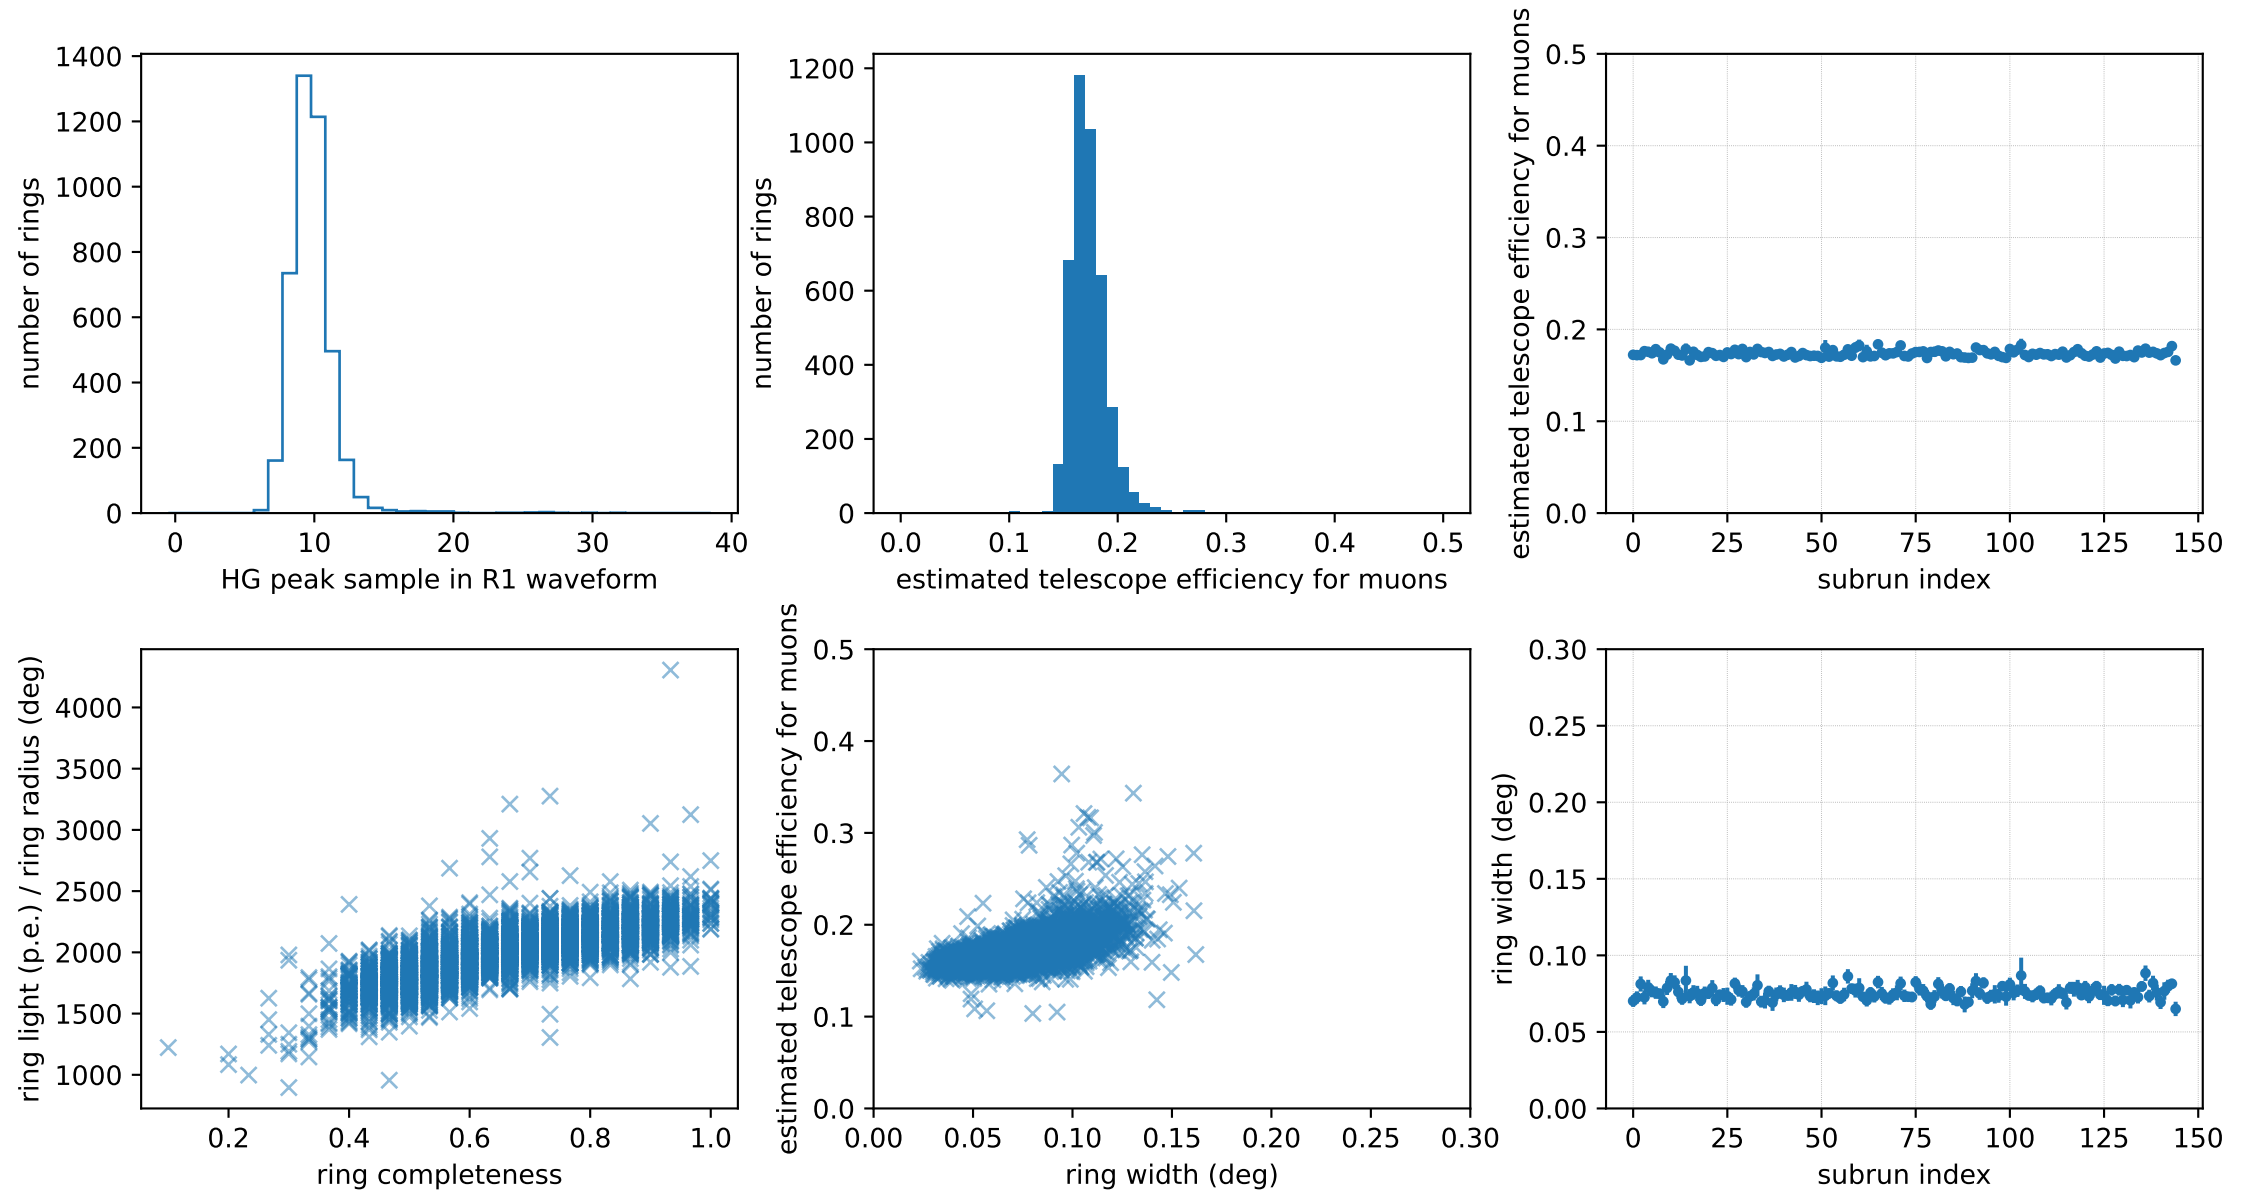 1400
1200
1000
800
600
400
200
0
number of rings
0 10 20 30 40
HG peak sample in R1 waveform
1200
1000
800
600
400
200
0
number of rings
0.0 0.1 0.2 0.3 0.4 0.5
estimated telescope efficiency for muons
0.5
0.4
0.3
0.2
0.1
0.0
estimated telescope efficiency for muons
0 25 50 75 100 125 150
subrun index
4000
3500
3000
2500
2000
1500
1000
ring light (p.e.) / ring radius (deg)
0.2 0.4 0.6 0.8 1.0
ring completeness
0.5
0.4
0.3
0.2
0.1
0.0
estimated telescope efficiency for muons
0.00 0.05 0.10 0.15 0.20 0.25 0.30
ring width (deg)
0.30
0.25
0.20
0.15
0.10
0.05
0.00
ring width (deg)
0 25 50 75 100 125 150
subrun index